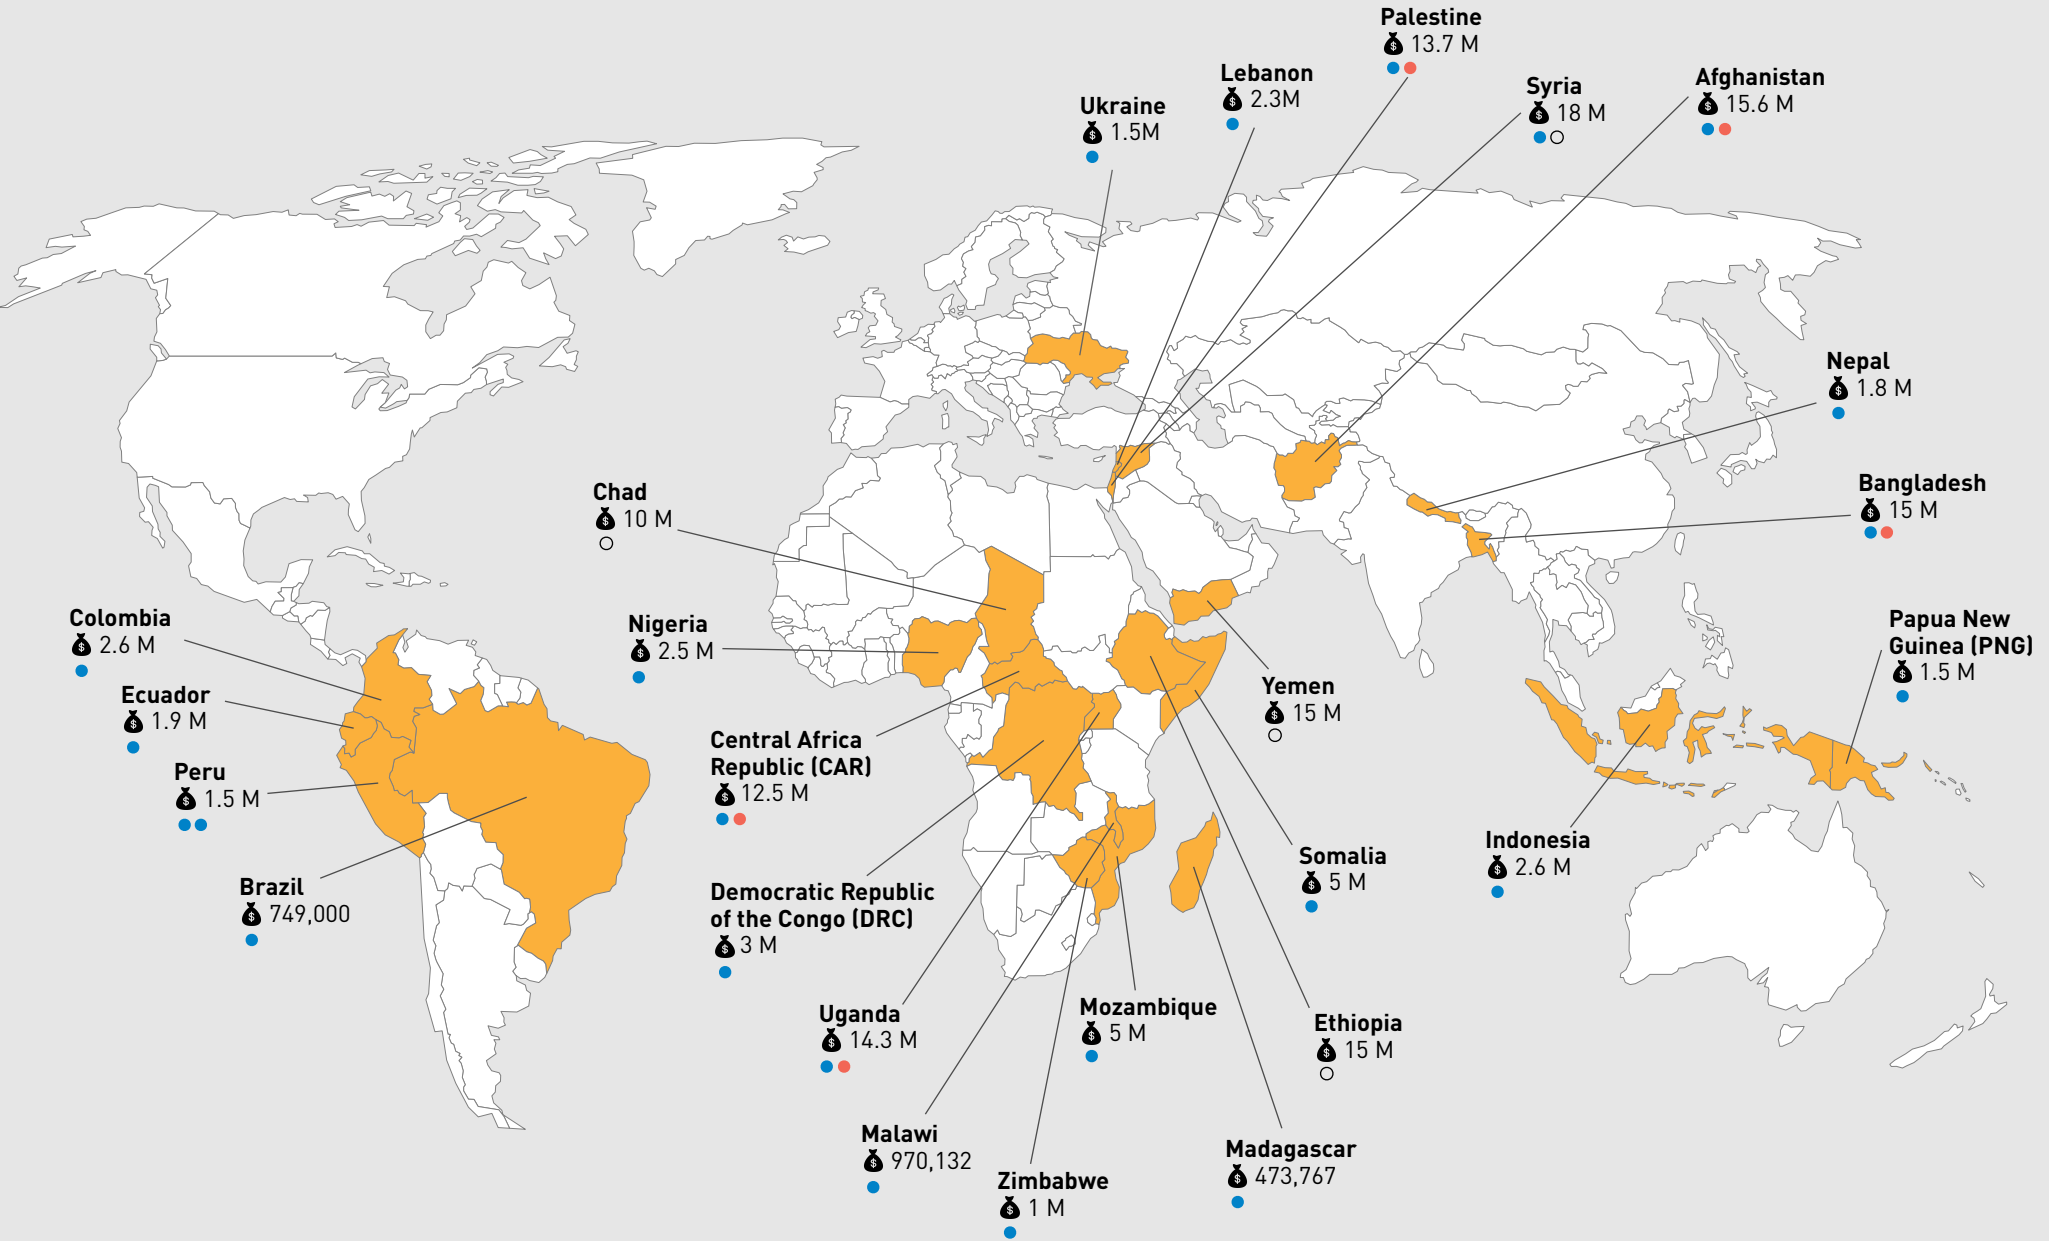 Palestine
$ 13.7 M
Lebanon
$ 2.3M
Ukraine
$ 1.5M
Syria
$ 18 M
Afghanistan
$ 15.6 M
Nepal
$ 1.8 M
Bangladesh
$ 15 M
Chad
$ 10 M
Colombia
$ 2.6 M
Nigeria
$ 2.5 M
Papua New
Guinea (PNG)
$ 1.5 M
Ecuador
$ 1.9 M
Yemen
$ 15 M
Peru
$ 1.5 M
Central Africa
Republic (CAR)
$ 12.5 M
Indonesia
$ 2.6 M
Somalia
$ 5 M
Brazil
$ 749,000
Democratic Republic
of the Congo (DRC)
$ 3 M
Uganda
$ 14.3 M
Mozambique
$ 5 M
Ethiopia
$ 15 M
Malawi
$ 970,132
Zimbabwe
$ 1 M
Madagascar
$ 473,767